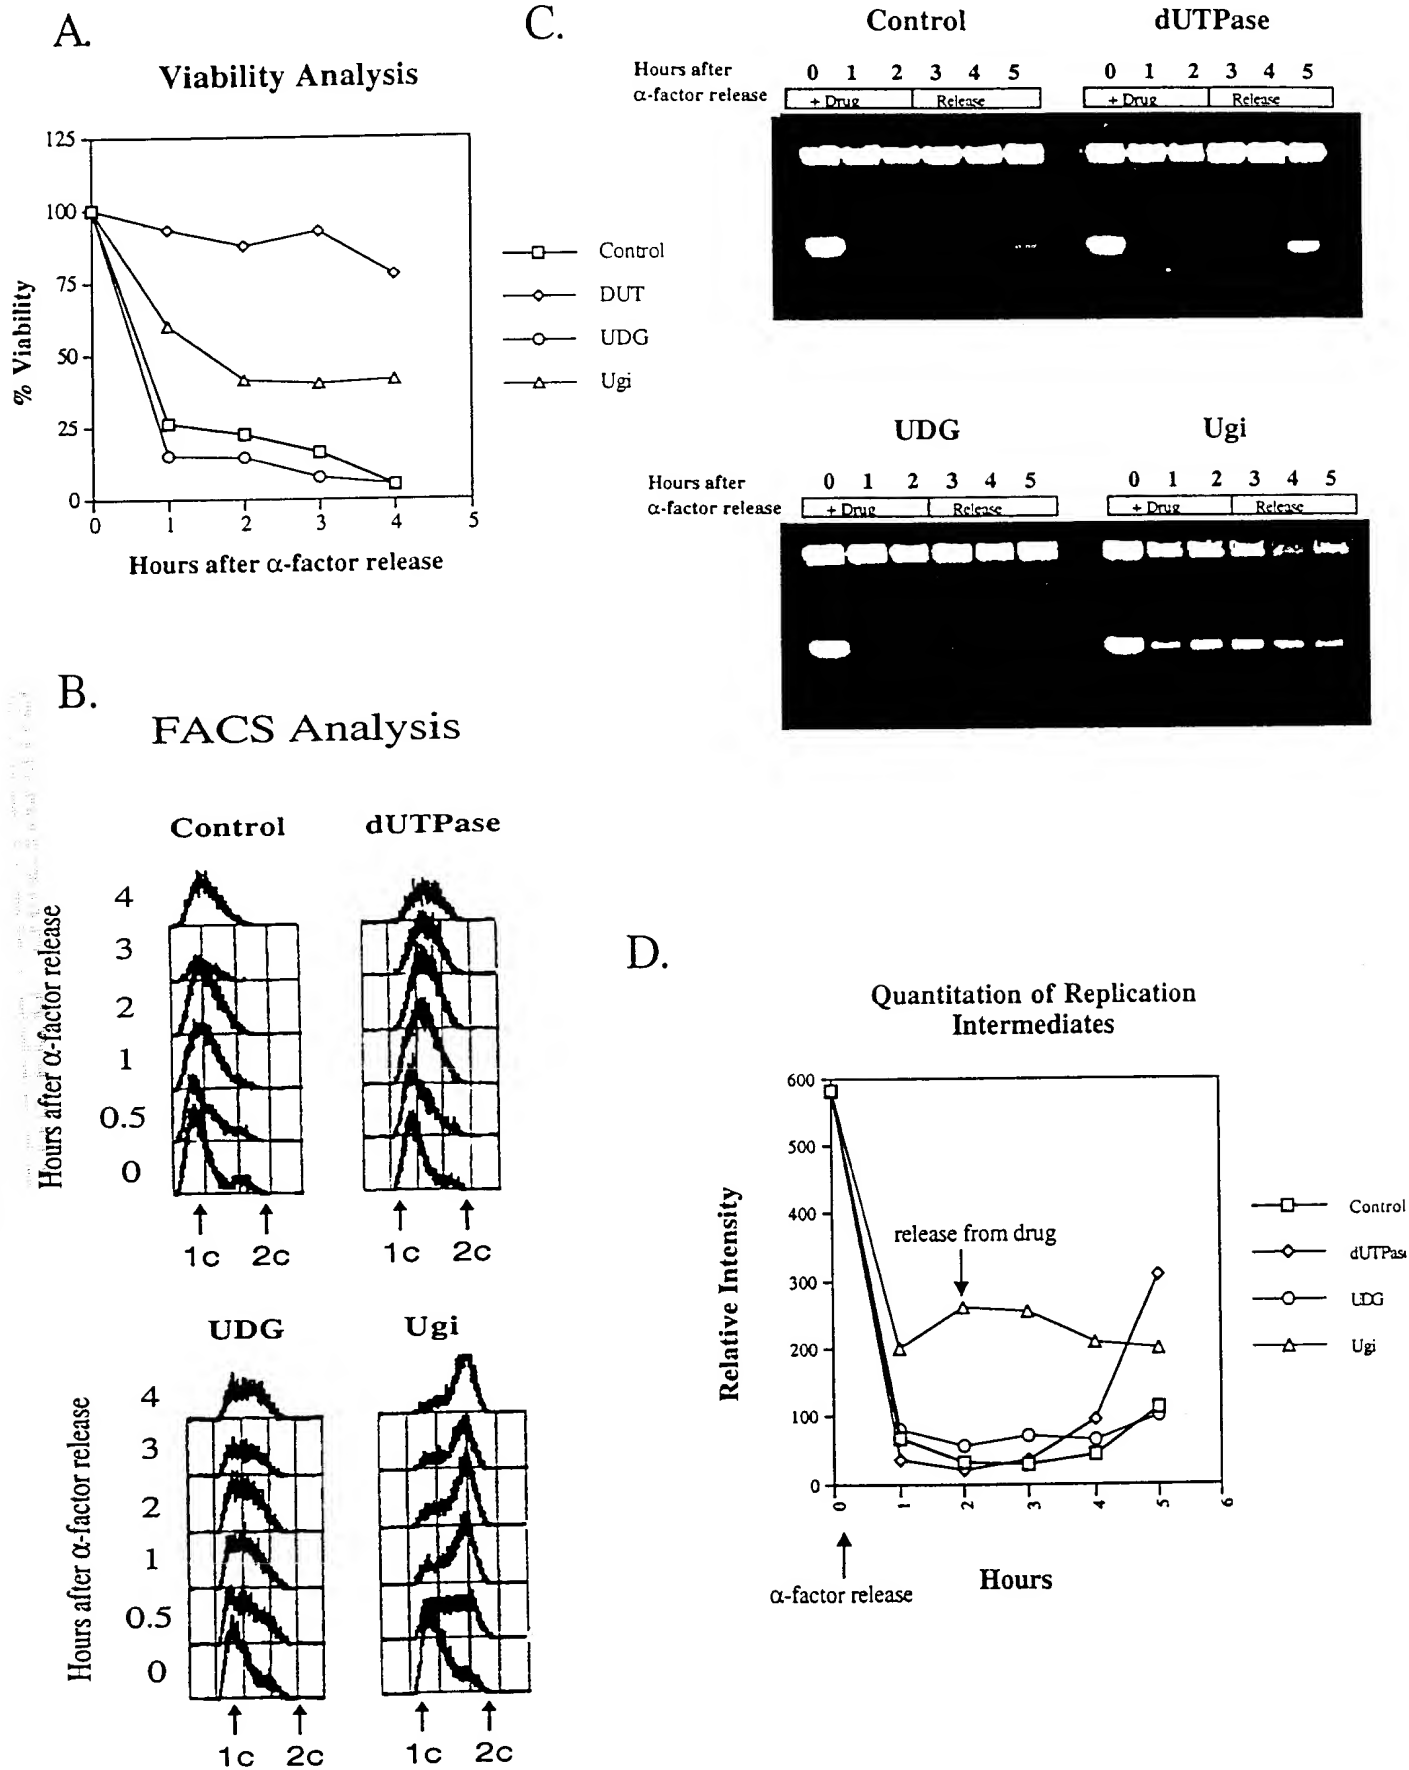 A.
Viability Analysis
125
100
75
50
25
0
% Viability
0 1 2 3 4 5
Hours after α-factor release
Control
DUT
UDG
Ugi
B.
FACS Analysis
Control dUTPase
Hours after α-factor release
4
3
2
1
0.5
0
1c 2c 1c 2c
UDG Ugi
Hours after α-factor release
4
3
2
1
0.5
0
1c 2c 1c 2c
C.
Control dUTPase
Hours after 0 1 2 3 4 5 0 1 2 3 4 5
α-factor release + Drug Release + Drug Release
UDG Ugi
Hours after 0 1 2 3 4 5 0 1 2 3 4 5
α-factor release + Drug Release + Drug Release
D.
Quantitation of Replication
Intermediates
600
500
400
300
200
100
0
Relative Intensity
release from drug
0 1 2 3 4 5 6
α-factor release
Hours
Control
dUTPas
UDG
Ugi